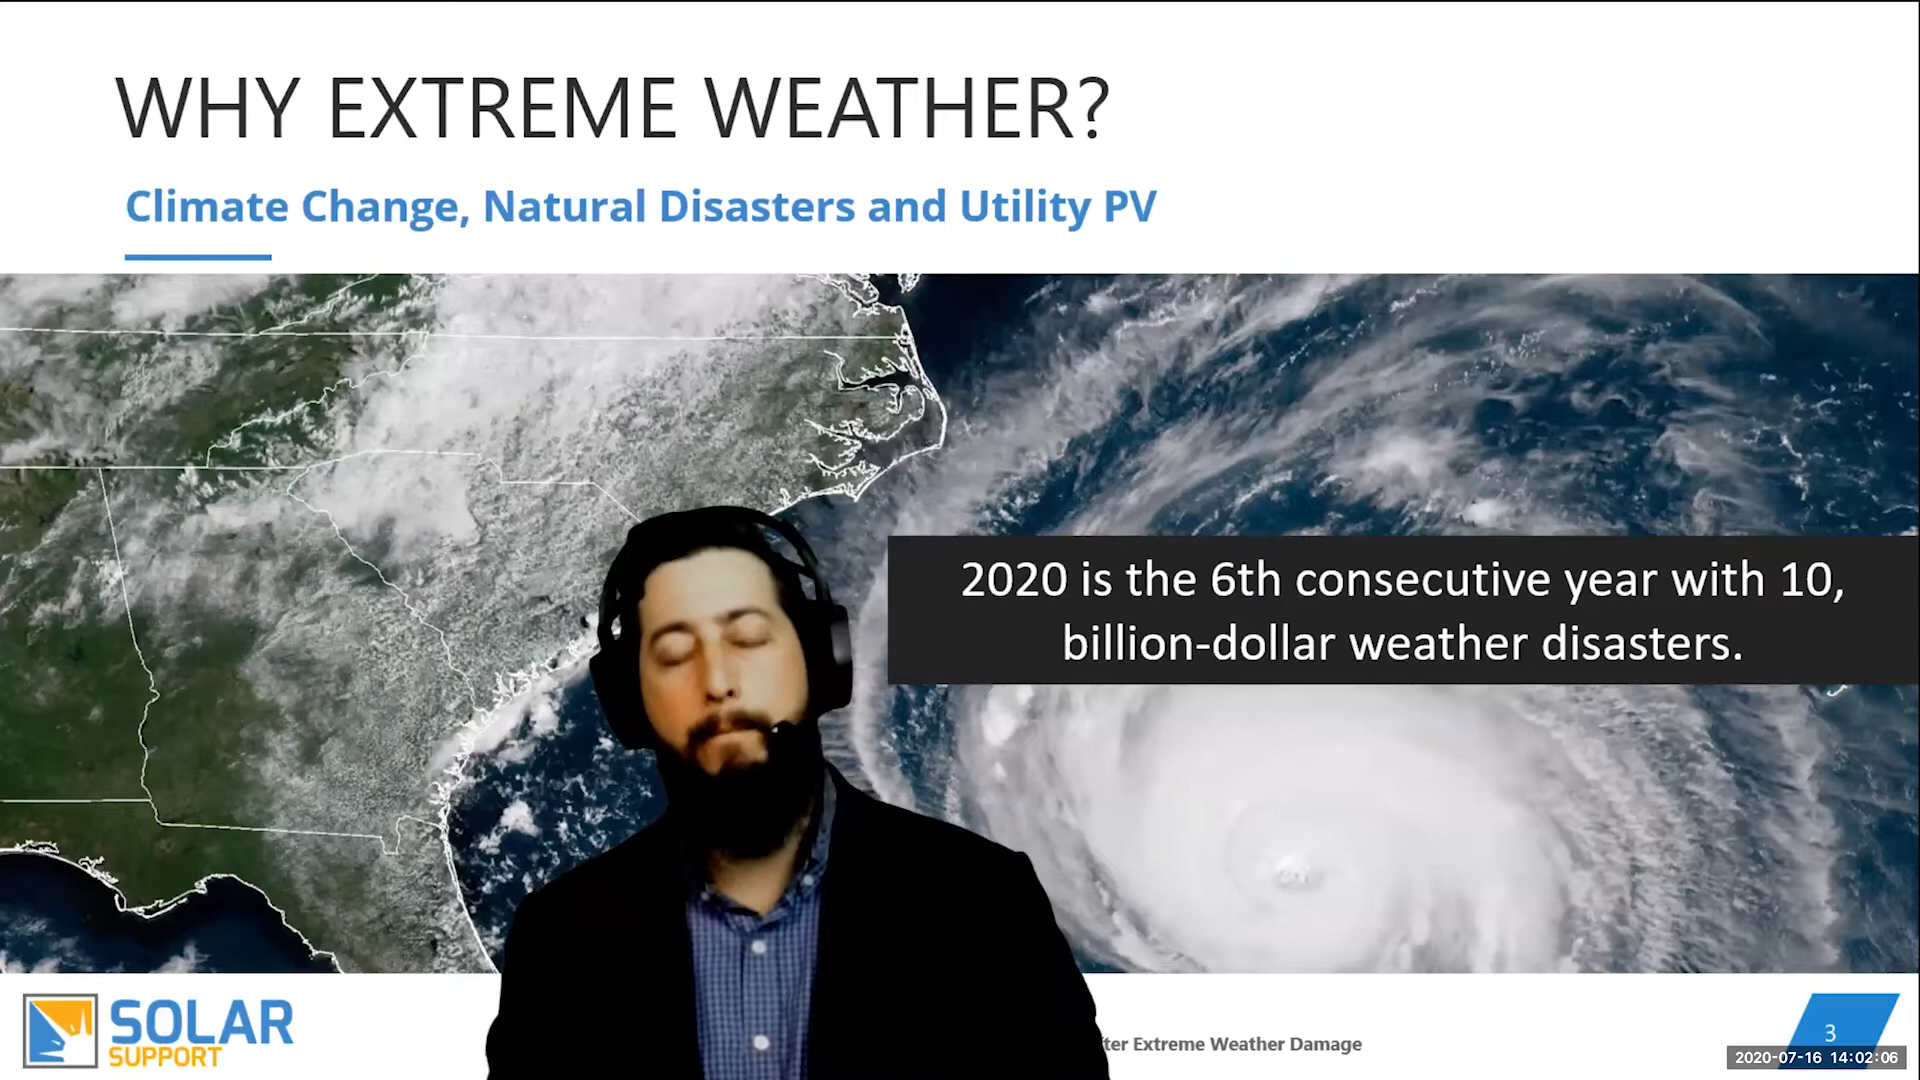 WHY EXTREME WEATHER?
Climate Change, Natural Disasters and Utility PV
2020 is the 6th consecutive year with 10,
billion-dollar weather disasters.
SOLAR
SUPPORT
Extreme Weather Damage
3
2020-07-16 14:02:06